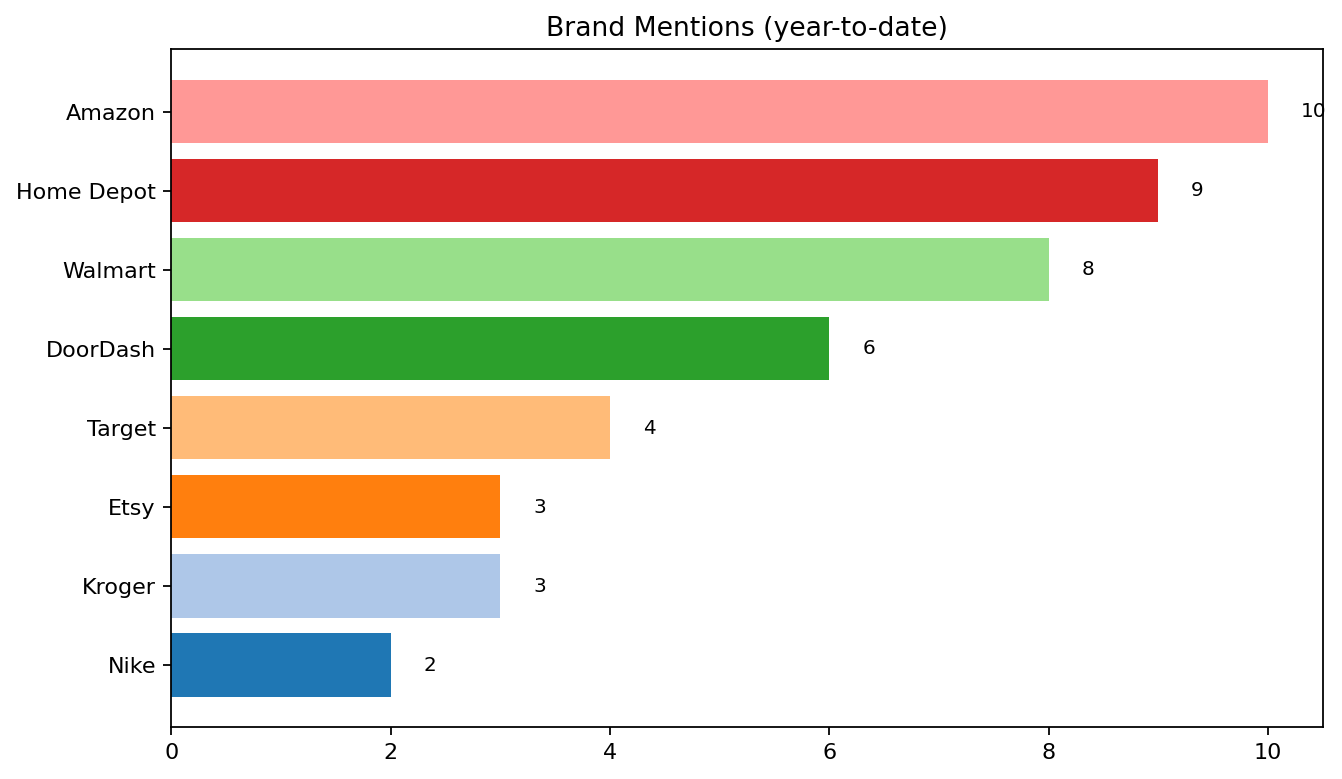 Brand Mentions (year-to-date)
Amazon 10
Home Depot 9
Walmart 8
DoorDash 6
Target 4
Etsy 3
Kroger 3
Nike 2
0 2 4 6 8 10